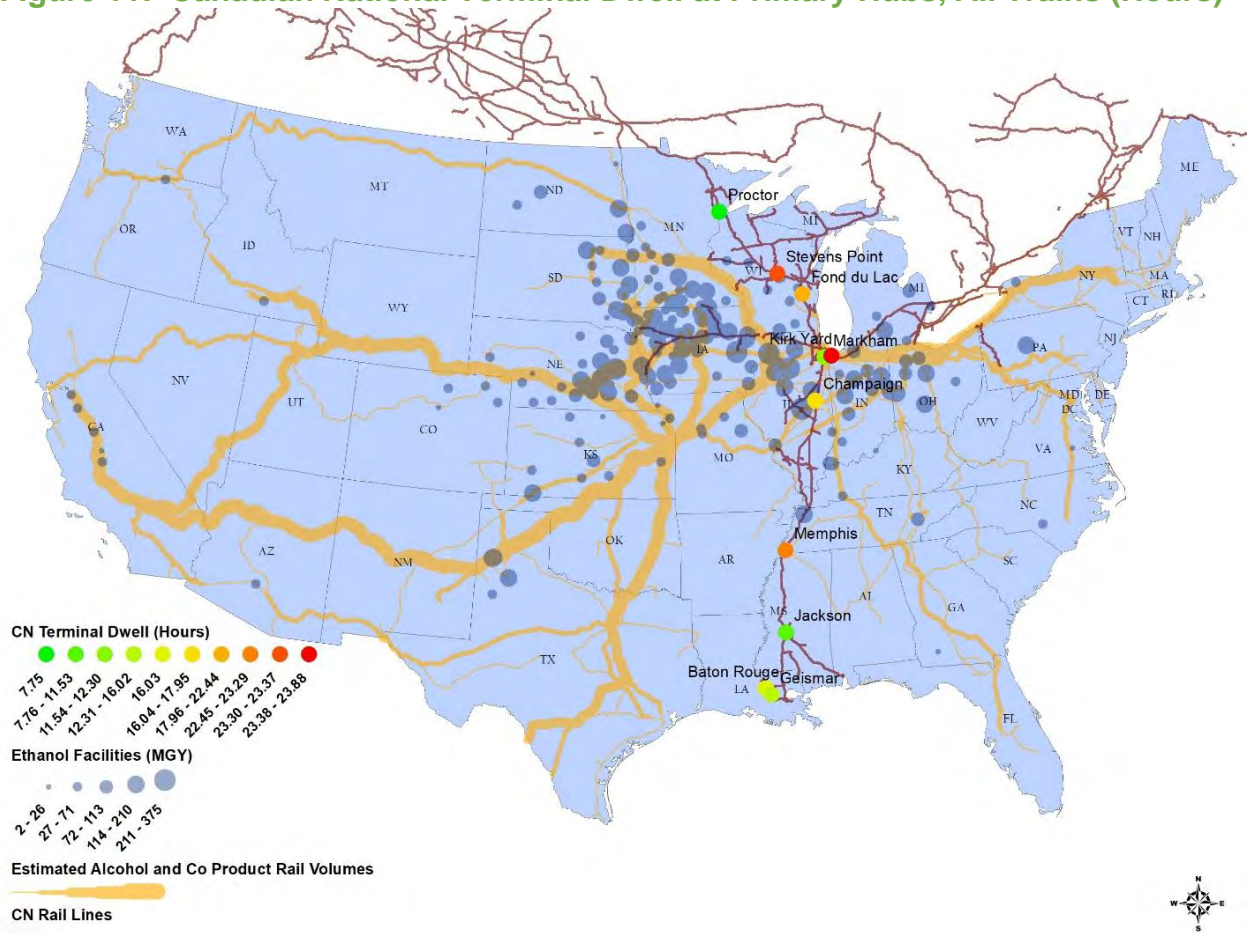 Figure Canadian National Terminal Dwell at Primary Hubs, All Trains (Hours)
WA
ME
MT
ND
Proctor
MN
MI
OR
VT
NH
ID
Stevens Point
WI
Fond du Lac
NY
MA
SD
MI
CT
RI
WY
Kirk Yard
Markham
NJ
IA
PA
NE
NV
Champaign
UT
IL
IN
OH
MD
DE
DC
CO
CA
WV
VA
KS
MO
KY
NC
TN
Memphis
OK
AZ
NM
AR
SC
AL
GA
MS
Jackson
TX
Baton Rouge
Geismar
LA
FL
CN Terminal Dwell (Hours)
7.75
7.76 - 11.53
11.54 - 12.30
12.31 - 16.02
16.03
16.04 - 17.95
17.96 - 22.44
22.45 - 23.29
23.30 - 23.37
23.38 - 23.88
Ethanol Facilities (MGY)
2 - 26
27 - 71
72 - 113
114 - 210
211 - 375
Estimated Alcohol and Co Product Rail Volumes
CN Rail Lines
N
W
E
S